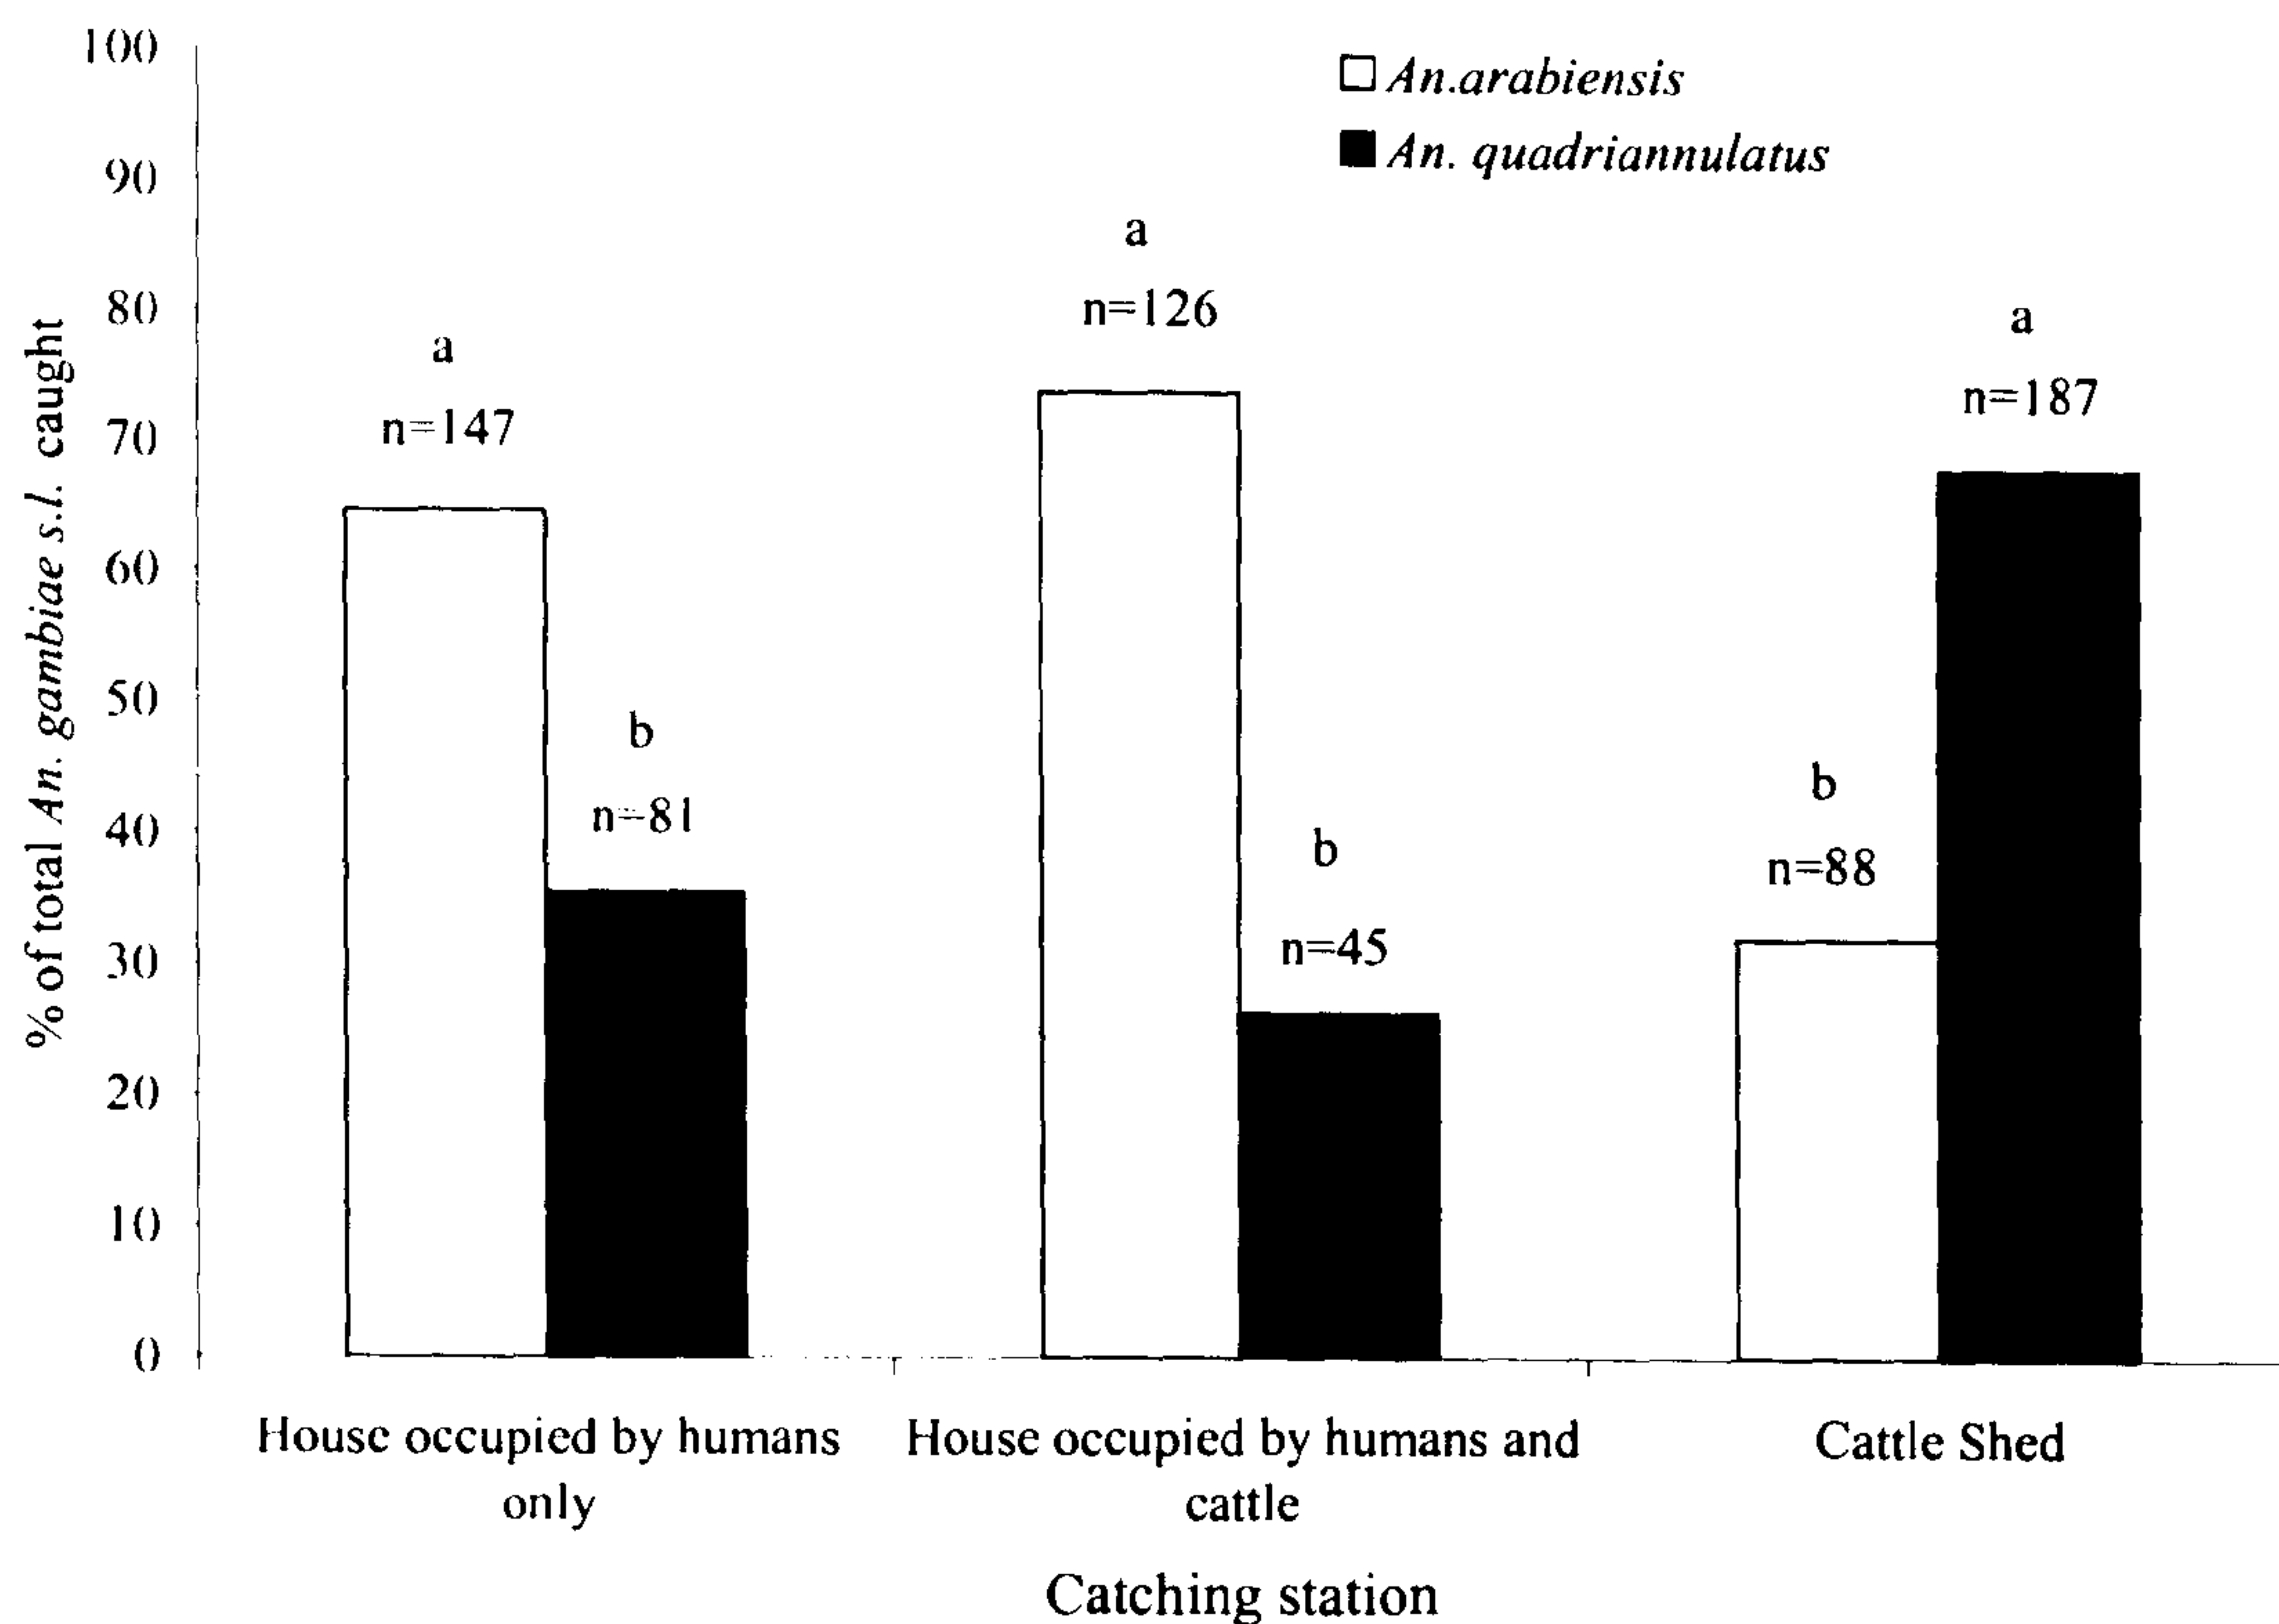 % of total An. gambiae s.l. caught
100
90
80
70
60
50
40
30
20
10
0
An.arabiensis
An. quadriannulatus
a
n=147
b
n=81
a
n=126
b
n=45
b
n=88
a
n=187
House occupied by humans
only
House occupied by humans and
cattle
Cattle Shed
Catching station